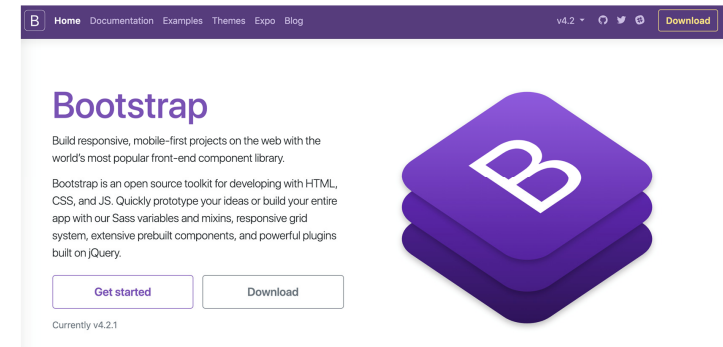 B Home Documentation Examples Themes Expo Blog v4.2 Download
Bootstrap
Build responsive, mobile-first projects on the web with the
world's most popular front-end component library.
Bootstrap is an open source toolkit for developing with HTML,
CSS, and JS. Quickly prototype your ideas or build your entire
app with our Sass variables and mixins, responsive grid
system, extensive prebuilt components, and powerful plugins
built on jQuery.
B
Get started Download
Currently v4.2.1